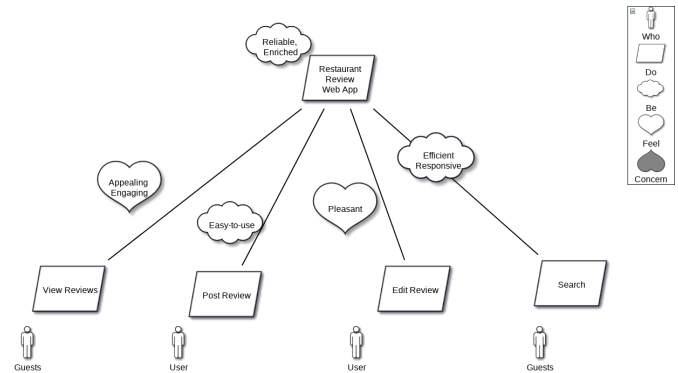 Reliable,
Enriched
Restaurant
Review
Web App
Who
Do
Be
Feel
Concern
Efficient
Responsive
Appealing
Engaging
Easy-to-use
Pleasant
View Reviews
Post Review
Edit Review
Search
Guests
User
User
Guests